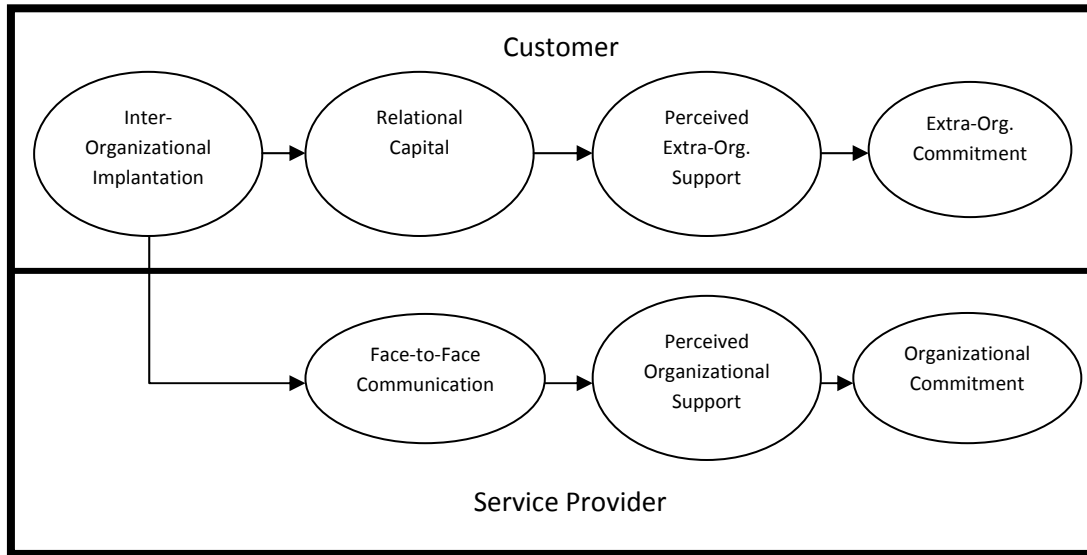 Customer
Inter-
Organizational
Implantation
Relational
Capital
Perceived
Extra-Org.
Support
Extra-Org.
Commitment
Face-to-Face
Communication
Perceived
Organizational
Support
Organizational
Commitment
Service Provider